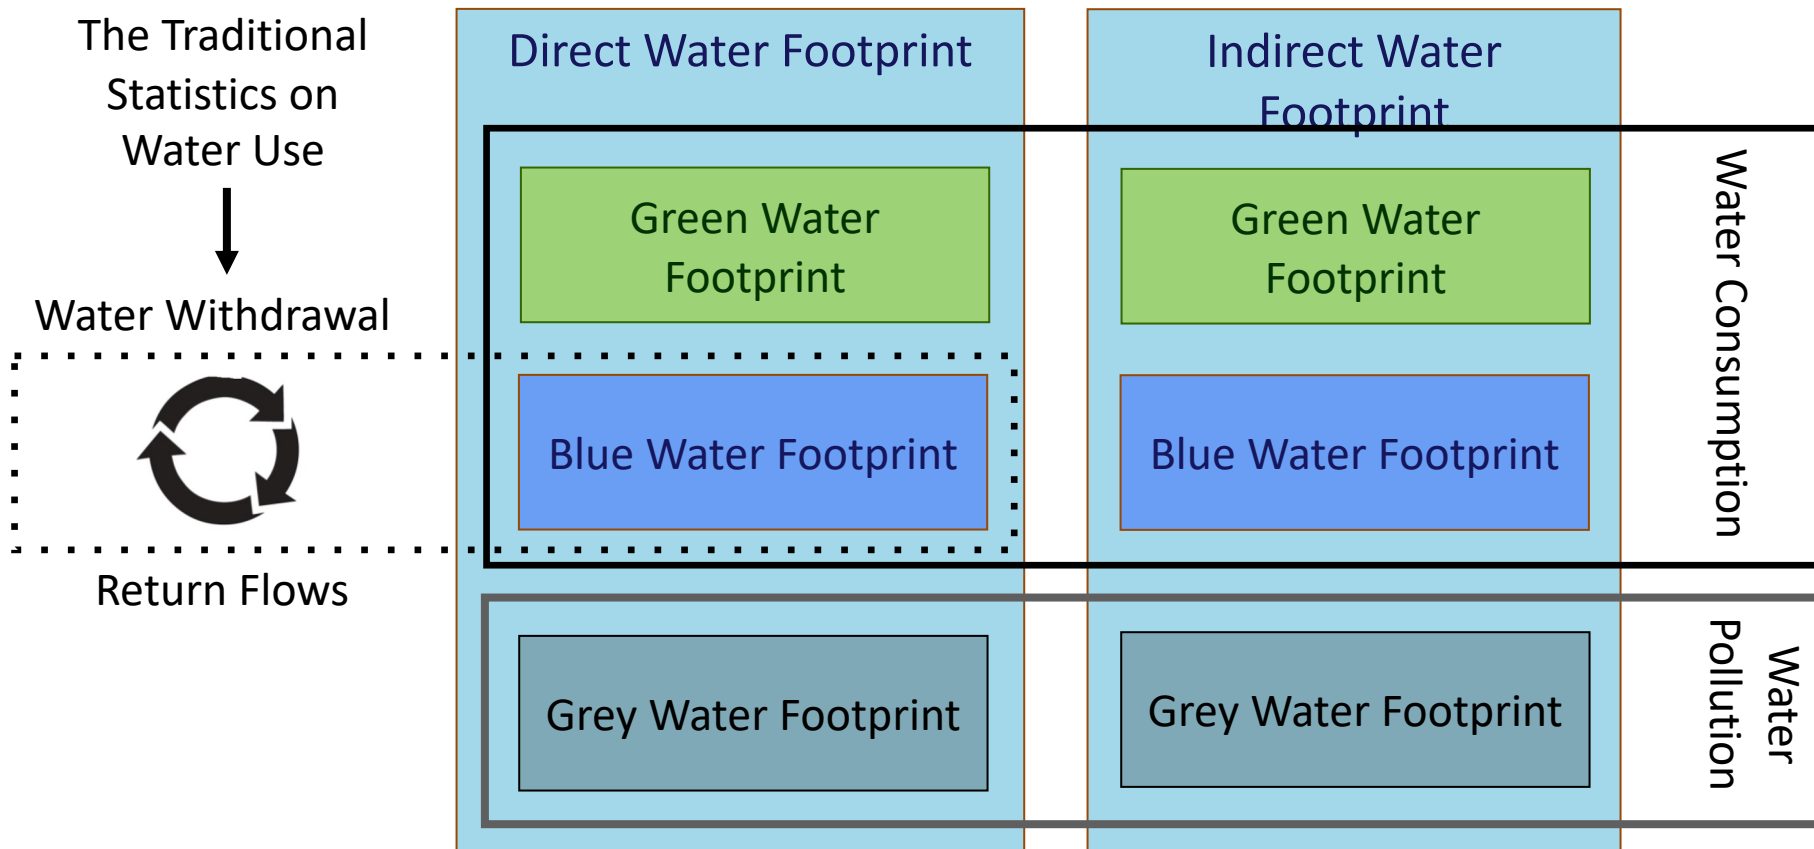 The Traditional
Statistics on
Water Use
Water Withdrawal
Return Flows
Direct Water Footprint
Green Water
Footprint
Blue Water Footprint
Grey Water Footprint
Indirect Water
Footprint
Green Water
Footprint
Blue Water Footprint
Grey Water Footprint
Water Consumption
Water
Pollution